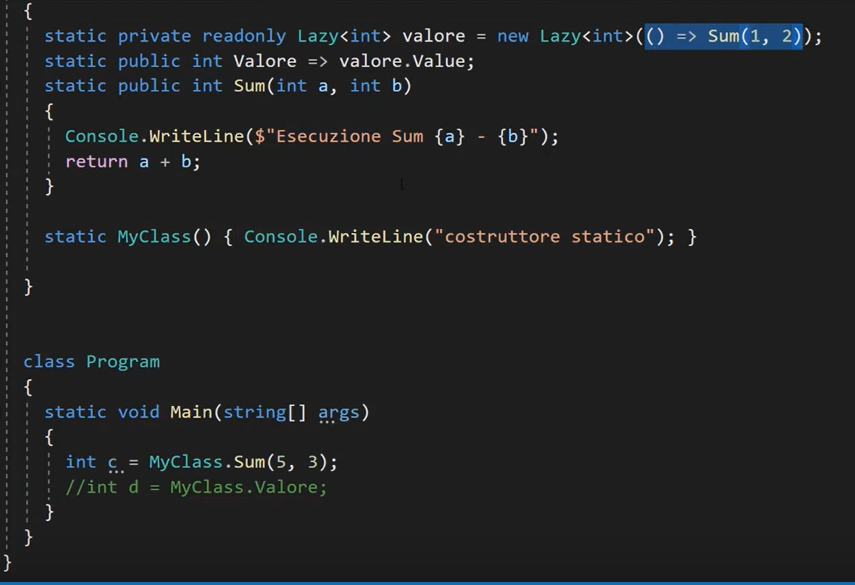 {
static private readonly Lazy<int> valore = new Lazy<int>(() => Sum(1, 2));
static public int Valore => valore.Value;
static public int Sum(int a, int b)
{
Console.WriteLine($"Esecuzione Sum {a} - {b}");
return a + b;
}
static MyClass() { Console.WriteLine("costruttore statico"); }
}
class Program
{
static void Main(string[] args)
{
int c = MyClass.Sum(5, 3);
//int d = MyClass.Valore;
}
}
}